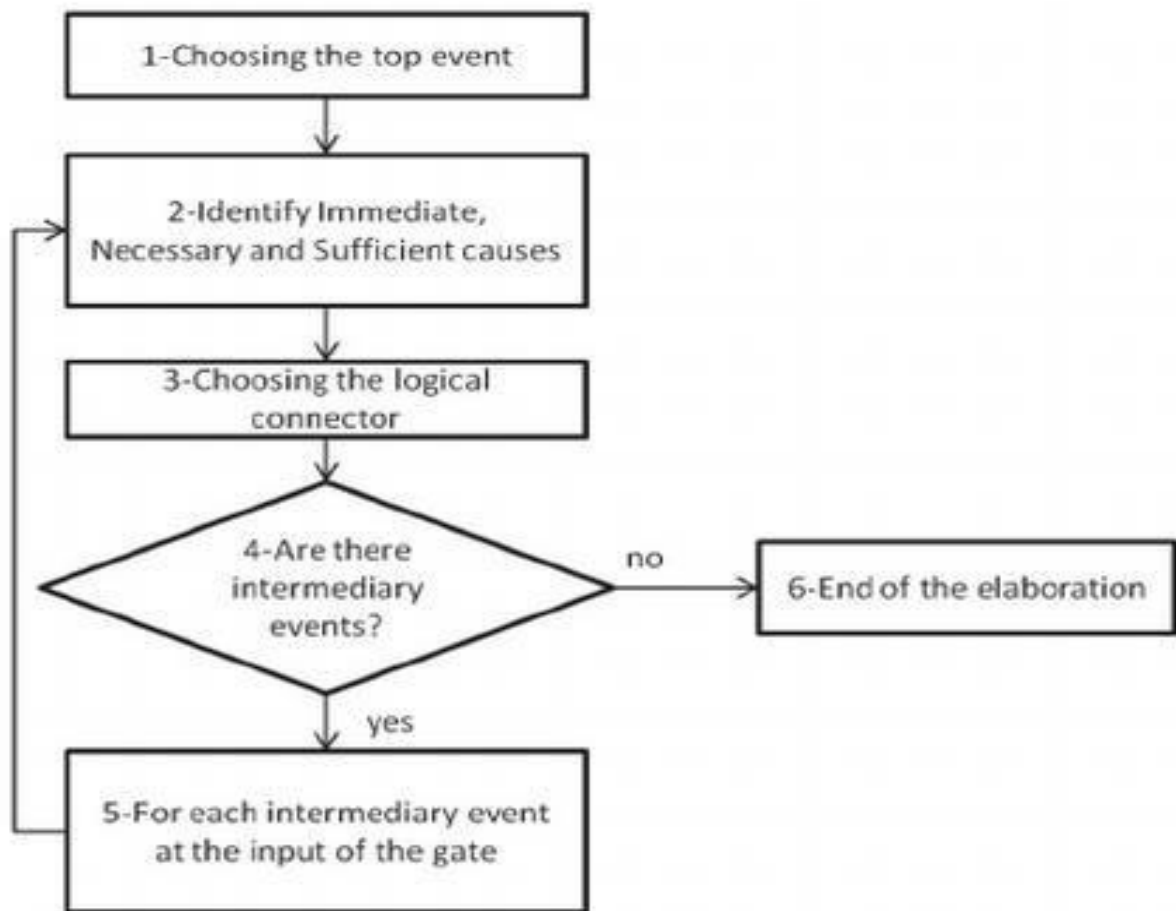 1-Choosing the top event
2-Identify Immediate,
Necessary and Sufficient causes
3-Choosing the logical
connector
4-Are there
intermediary
events?
no
6-End of the elaboration
yes
5-For each intermediary event
at the input of the gate